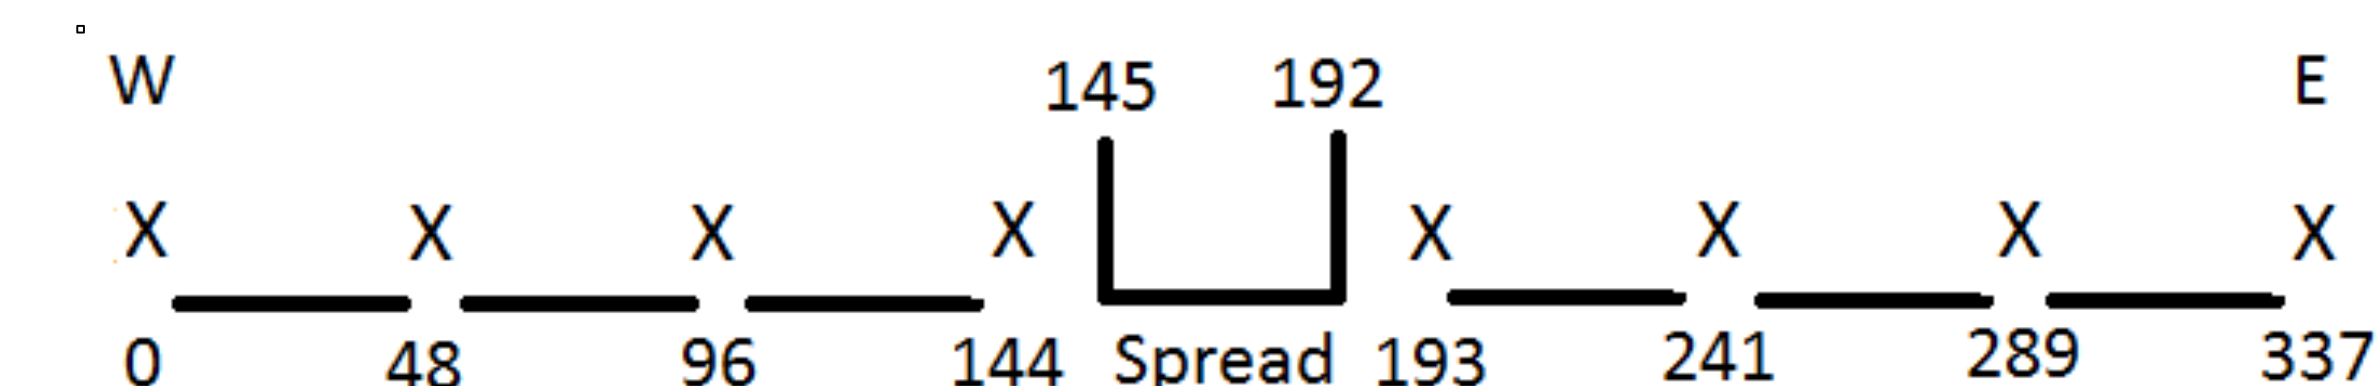 W 145 192 E
X X X X X X X X
0 48 96 144 Spread 193 241 289 337